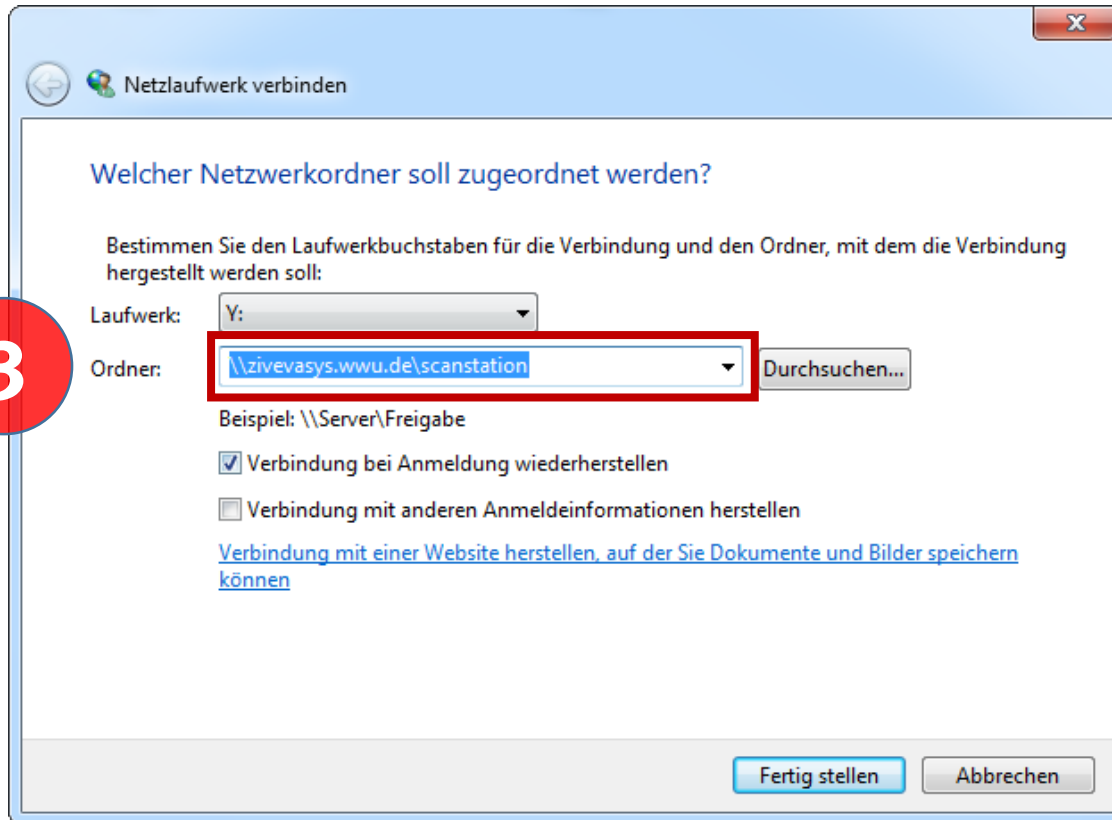 Netzlaufwerk verbinden
Welcher Netzwerkordner soll zugeordnet werden?
Bestimmen Sie den Laufwerkbuchstaben für die Verbindung und den Ordner, mit dem die Verbindung
hergestellt werden soll:
Laufwerk: Y:
3
Ordner: \\zivevasys.wwu.de\scanstation Durchsuchen...
Beispiel: \\Server\Freigabe
Verbindung bei Anmeldung wiederherstellen
Verbindung mit anderen Anmeldeinformationen herstellen
Verbindung mit einer Website herstellen, auf der Sie Dokumente und Bilder speichern
können
Fertig stellen Abbrechen